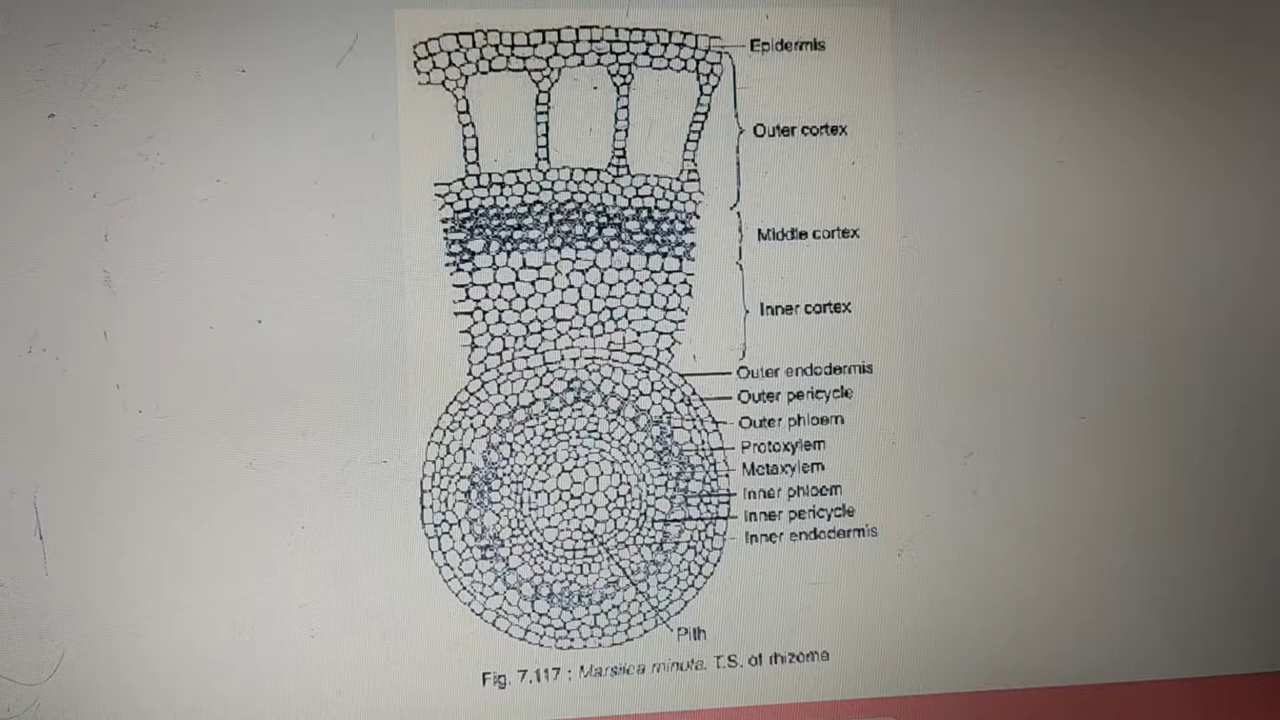 Epidermis
Outer cortex
Middle cortex
Inner cortex
Outer endodermis
Outer pericycle
Outer phloem
Protoxylem
Metaxylem
Inner phloem
Inner pericycle
Inner endodermis
Pith
Fig. 7.117 : Marsilea minuta. T.S. of rhizome